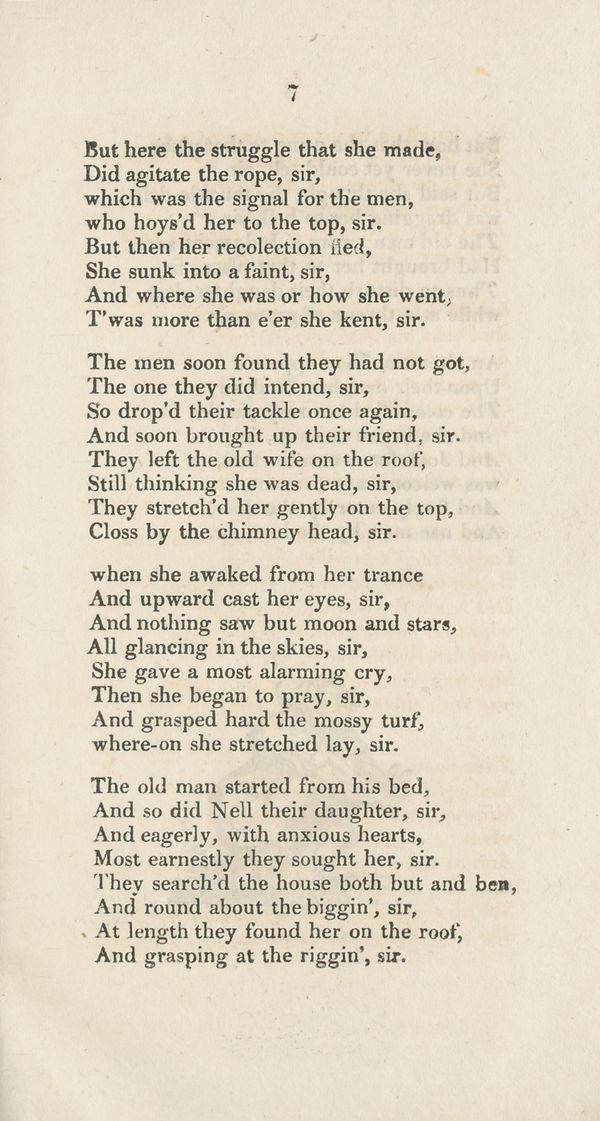 7
But here the struggle that she made,
Did agitate the rope, sir,
which was the signal for the men,
who hoys'd her to the top, sir.
But then her recolection fled,
She sunk into a faint, sir,
And where she was or how she went,
T'was more than e'er she kent, sir.
The men soon found they had not got,
The one they did intend, sir,
So drop'd their tackle once again,
And soon brought up their friend, sir.
They left the old wife on the roof,
Still thinking she was dead, sir,
They stretch'd her gently on the top,
Closs by the chimney head, sir.
when she awaked from her trance
And upward cast her eyes, sir,
And nothing saw but moon and stars,
All glancing in the skies, sir,
She gave a most alarming cry,
Then she began to pray, sir,
And grasped hard the mossy turf,
where-on she stretched lay, sir.
The old man started from his bed,
And so did Nell their daughter, sir,
And eagerly, with anxious hearts,
Most earnestly they sought her, sir.
They search'd the house both but and ben,
And round about the biggin', sir,
At length they found her on the roof,
And grasping at the riggin', sir.